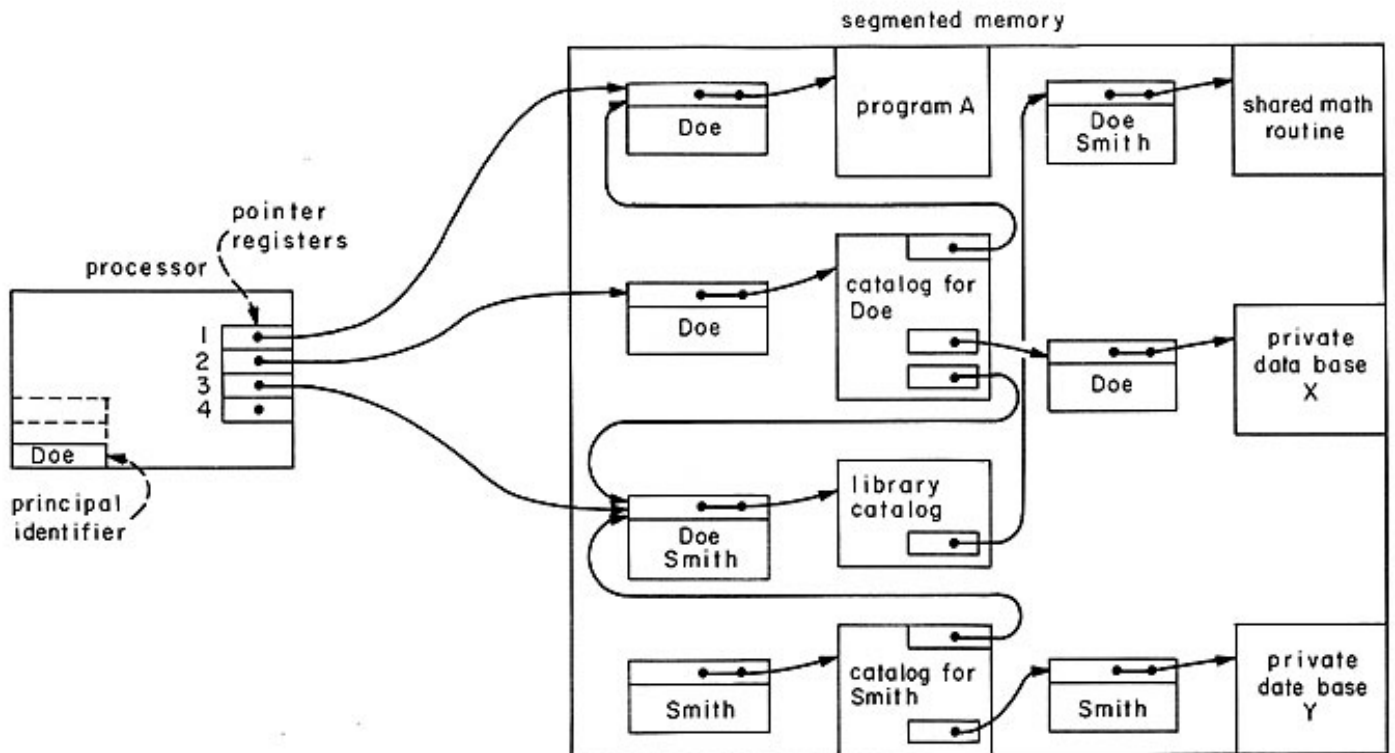 segmented memory
program A
Doe
Doe
Smith
shared math
routine
pointer
registers
processor
1
2
3
4
Doe
principal
identifier
catalog for
Doe
Doe
private
data base
X
Doe
library
catalog
Doe
Smith
catalog for
Smith
Smith
Smith
private
date base
Y